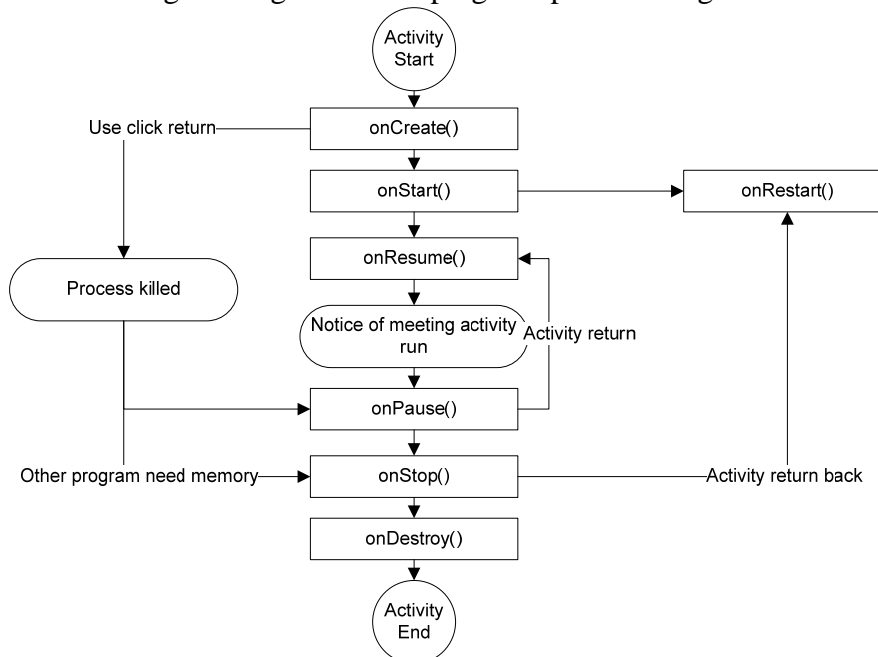 Activity
Start
Use click return
onCreate()
onStart()
onRestart()
onResume()
Process killed
Notice of meeting activity
run
Activity return
onPause()
Other program need memory
onStop()
Activity return back
onDestroy()
Activity
End